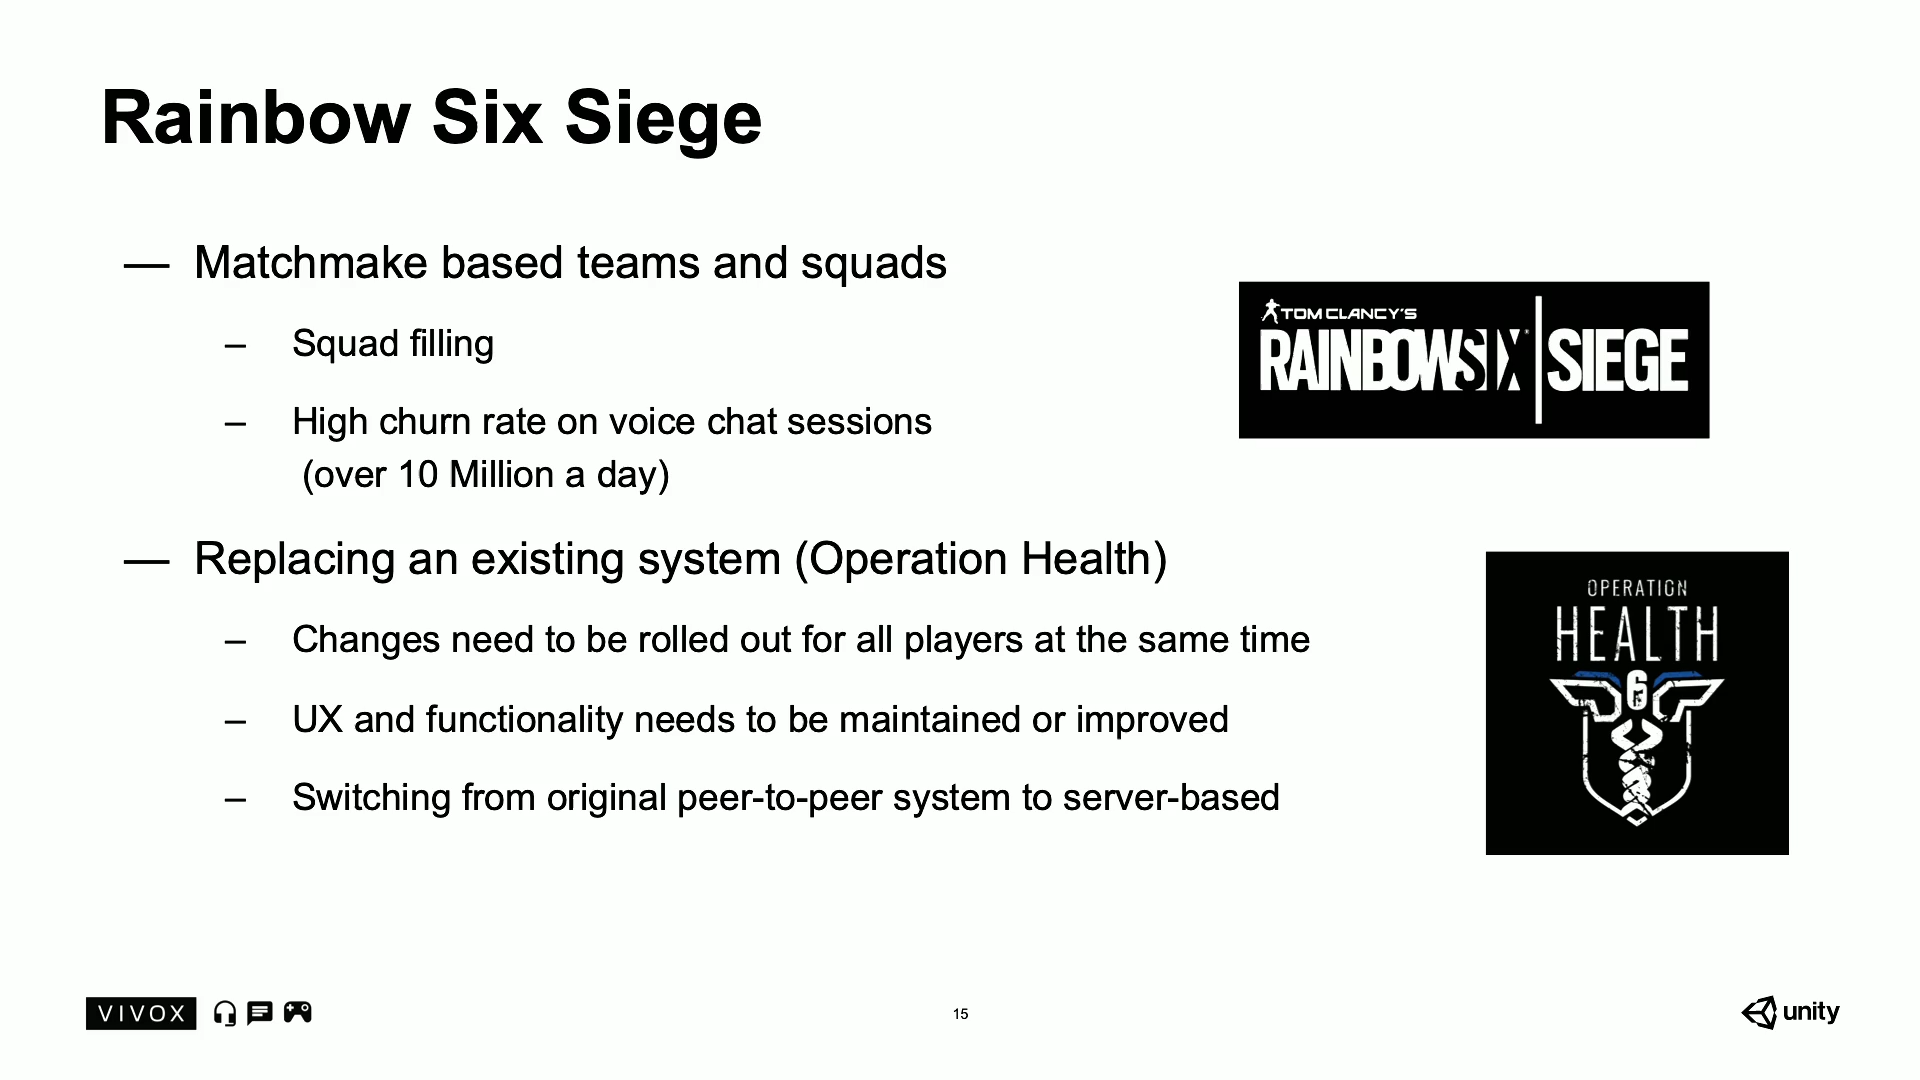 Rainbow Six Siege
— Matchmake based teams and squads
– Squad filling
– High churn rate on voice chat sessions
(over 10 Million a day)
TOM CLANCY'S
RAINBOWSIX SIEGE
— Replacing an existing system (Operation Health)
– Changes need to be rolled out for all players at the same time
– UX and functionality needs to be maintained or improved
– Switching from original peer-to-peer system to server-based
OPERATION
HEALTH
6
VIVOX
15
unity